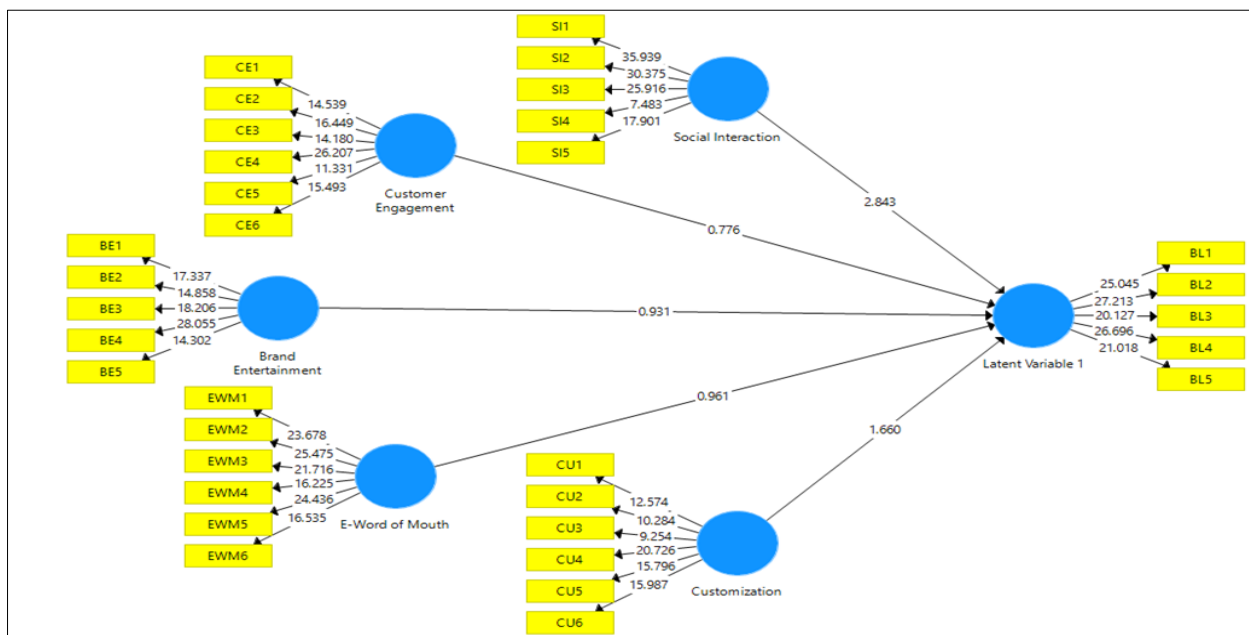 SI1
SI2
SI3
SI4
SI5
35.939
30.375
25.916
7.483
17.901
Social Interaction
CE1
CE2
CE3
CE4
CE5
CE6
14.539
16.449
14.180
26.207
11.331
15.493
Customer
Engagement
2.843
0.776
BE1
BE2
BE3
BE4
BE5
17.337
14.858
18.206
28.055
14.302
Brand
Entertainment
0.931
BL1
BL2
BL3
BL4
BL5
25.045
27.213
20.127
26.696
21.018
Latent Variable 1
EWM1
EWM2
EWM3
EWM4
EWM5
EWM6
23.678
25.475
21.716
16.225
24.436
16.535
E-Word of Mouth
0.961
1.660
CU1
CU2
CU3
CU4
CU5
CU6
12.574
10.284
9.254
20.726
15.796
15.987
Customization